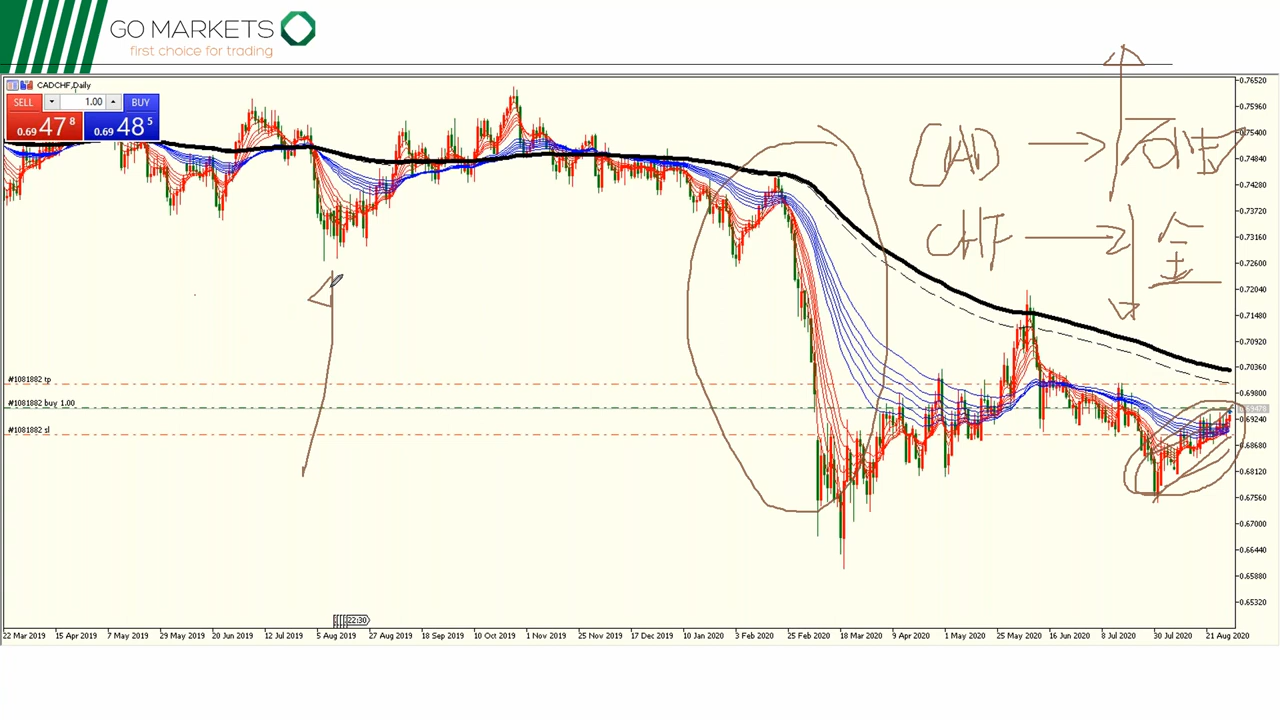 GO MARKETS
first choice for trading
CADCHF,Daily
SELL 1.00 BUY
0.69 47 8 0.69 48 5
CAD
CHF
金
#1081882 tp
#1081882 buy 1.00
#1081882 sl
0.76520
0.75960
0.75400
0.74840
0.74280
0.73720
0.73160
0.72600
0.72040
0.71480
0.70920
0.70360
0.69800
0.69240
0.68680
0.68120
0.67560
0.67000
0.66440
0.65880
0.65320
22:30
22 Mar 2019 15 Apr 2019 7 May 2019 29 May 2019 20 Jun 2019 12 Jul 2019 5 Aug 2019 27 Aug 2019 18 Sep 2019 10 Oct 2019 1 Nov 2019 25 Nov 2019 17 Dec 2019 10 Jan 2020 3 Feb 2020 25 Feb 2020 18 Mar 2020 9 Apr 2020 1 May 2020 25 May 2020 16 Jun 2020 8 Jul 2020 30 Jul 2020 21 Aug 2020